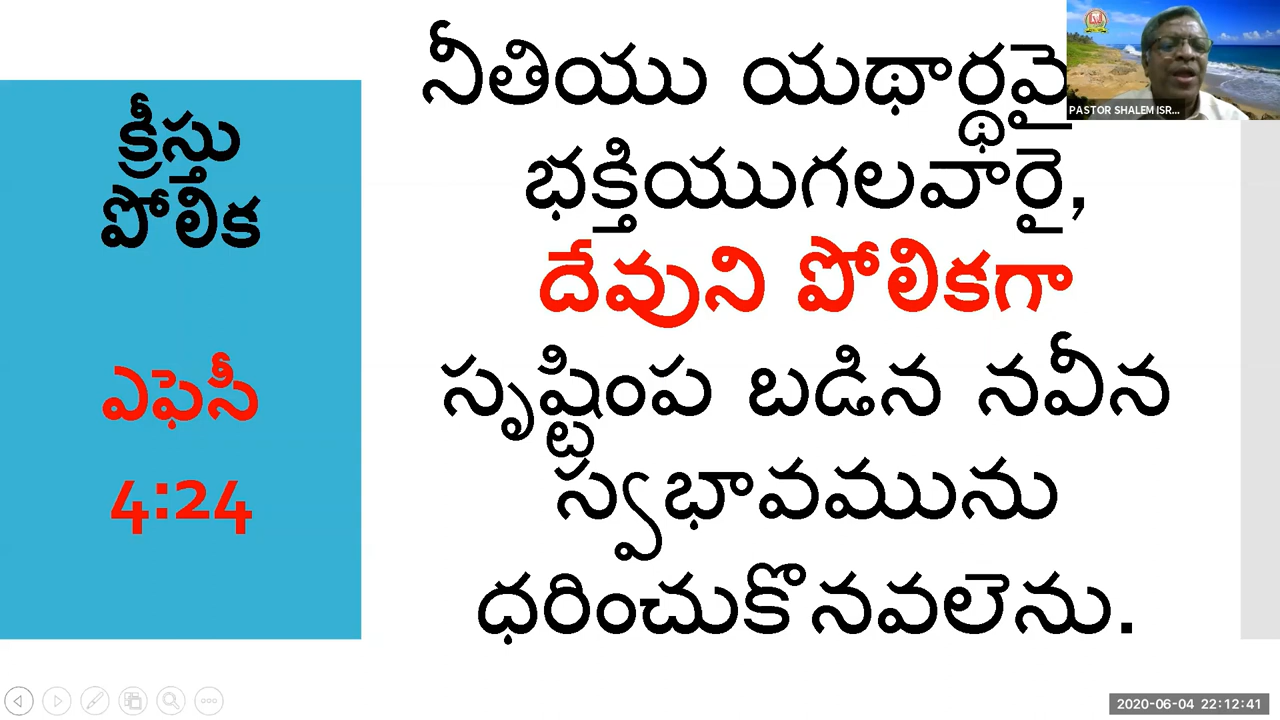 క్రీస్తు
పోలిక
ఎఫెసీ
4:24
నీతియు యథార్థమై
భక్తియుగలవారై,
దేవుని పోలికగా
సృష్టింప బడిన నవీన
స్వభావమును
ధరించుకొనవలెను.
PASTOR SHALEM ISR...
2020-06-04 22:12:41